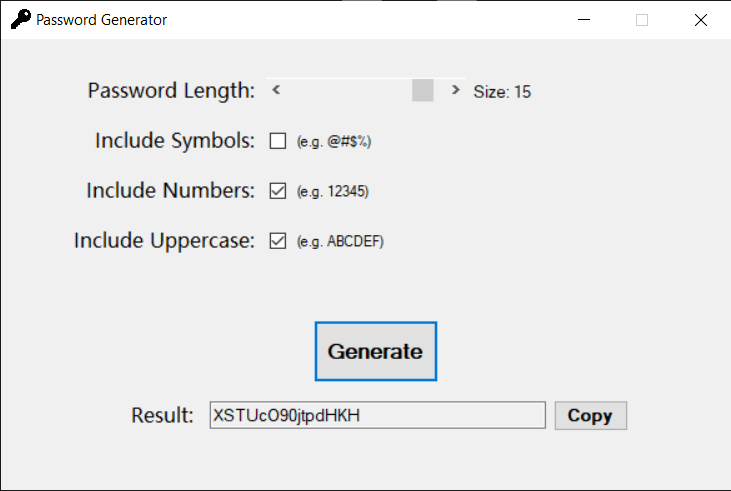 Password Generator
Password Length: < > Size: 15
Include Symbols: (e.g. @#$%)
Include Numbers: (e.g. 12345)
Include Uppercase: (e.g. ABCDEF)
Generate
Result: XSTUcO90jtpdHKH Copy